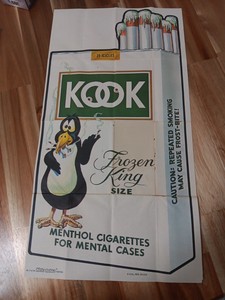 KOOK
Frozen
King
SIZE
MENTHOL CIGARETTES
FOR MENTAL CASES
CAUTION: REPEATED SMOKING
MAY CAUSE FROST-BITE!